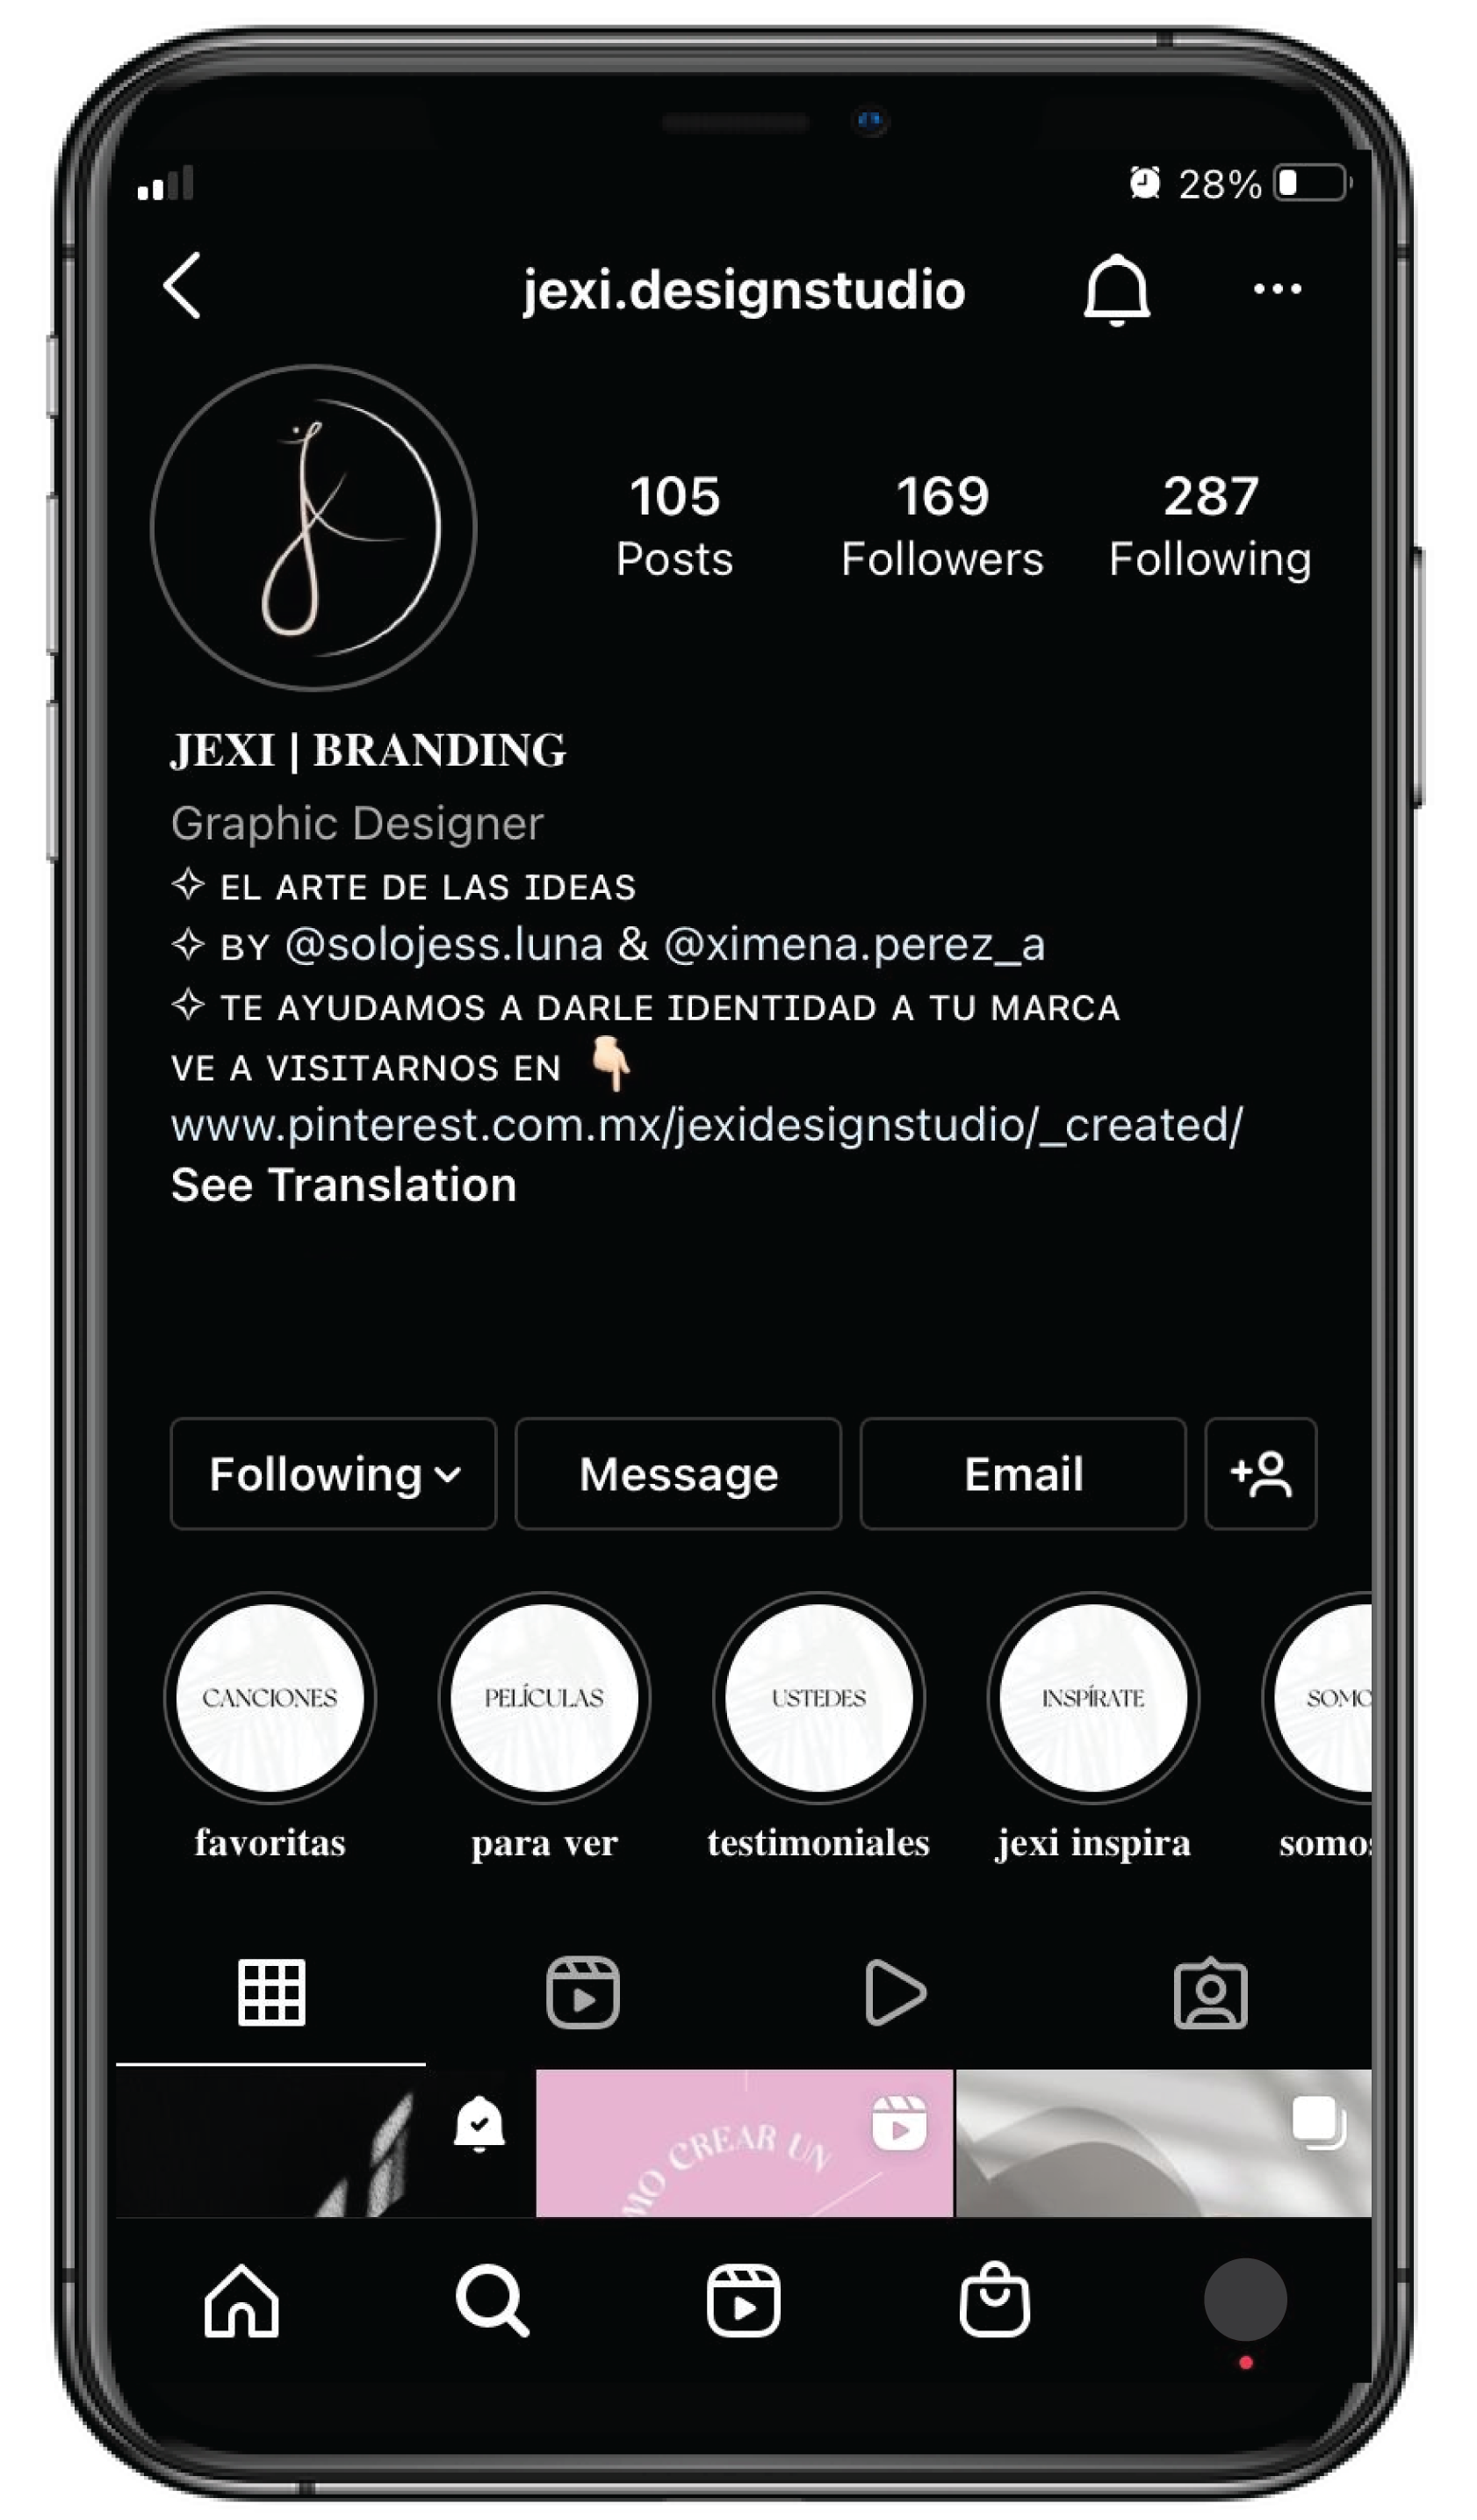 28%
jexi.designstudio
105 169 287
Posts Followers Following
JEXI | BRANDING
Graphic Designer
✧ EL ARTE DE LAS IDEAS
✧ BY @solojess.luna & @ximena.perez_a
✧ TE AYUDAMOS A DARLE IDENTIDAD A TU MARCA
VE A VISITARNOS EN 👇🏻
www.pinterest.com.mx/jexidesignstudio/_created/
See Translation
Following Message Email
CANCIONES PELÍCULAS USTEDES INSPÍRATE SOMO
favoritas para ver testimoniales jexi inspira somos
MO CREAR UN